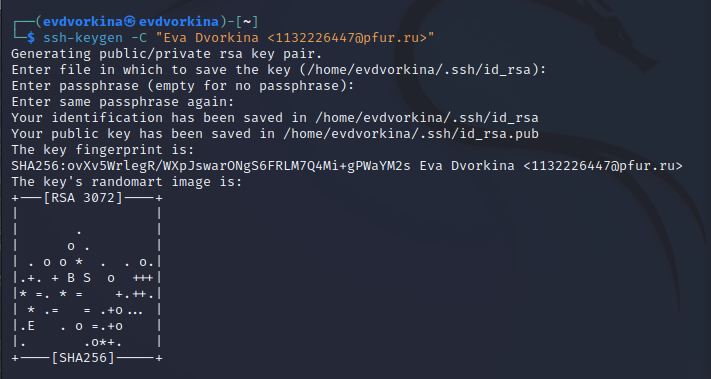 ┌──(evdvorkina㉿evdvorkina)-[~]
└─$ ssh-keygen -C "Eva Dvorkina <1132226447@pfur.ru>"
Generating public/private rsa key pair.
Enter file in which to save the key (/home/evdvorkina/.ssh/id_rsa):
Enter passphrase (empty for no passphrase):
Enter same passphrase again:
Your identification has been saved in /home/evdvorkina/.ssh/id_rsa
Your public key has been saved in /home/evdvorkina/.ssh/id_rsa.pub
The key fingerprint is:
SHA256:ovXv5WrlegR/WXpJswarONgS6FRLM7Q4Mi+gPWaYM2s Eva Dvorkina <1132226447@pfur.ru>
The key's randomart image is:
+---[RSA 3072]----+
|                 |
|       .         |
|      o .        |
| . o o *  .  . o.|
|.+. + B S  o  +++|
|* =. * =    +.++.|
| * .=   = .+o... |
|.E   . o =.+o    |
|.       .o*+.    |
+----[SHA256]-----+